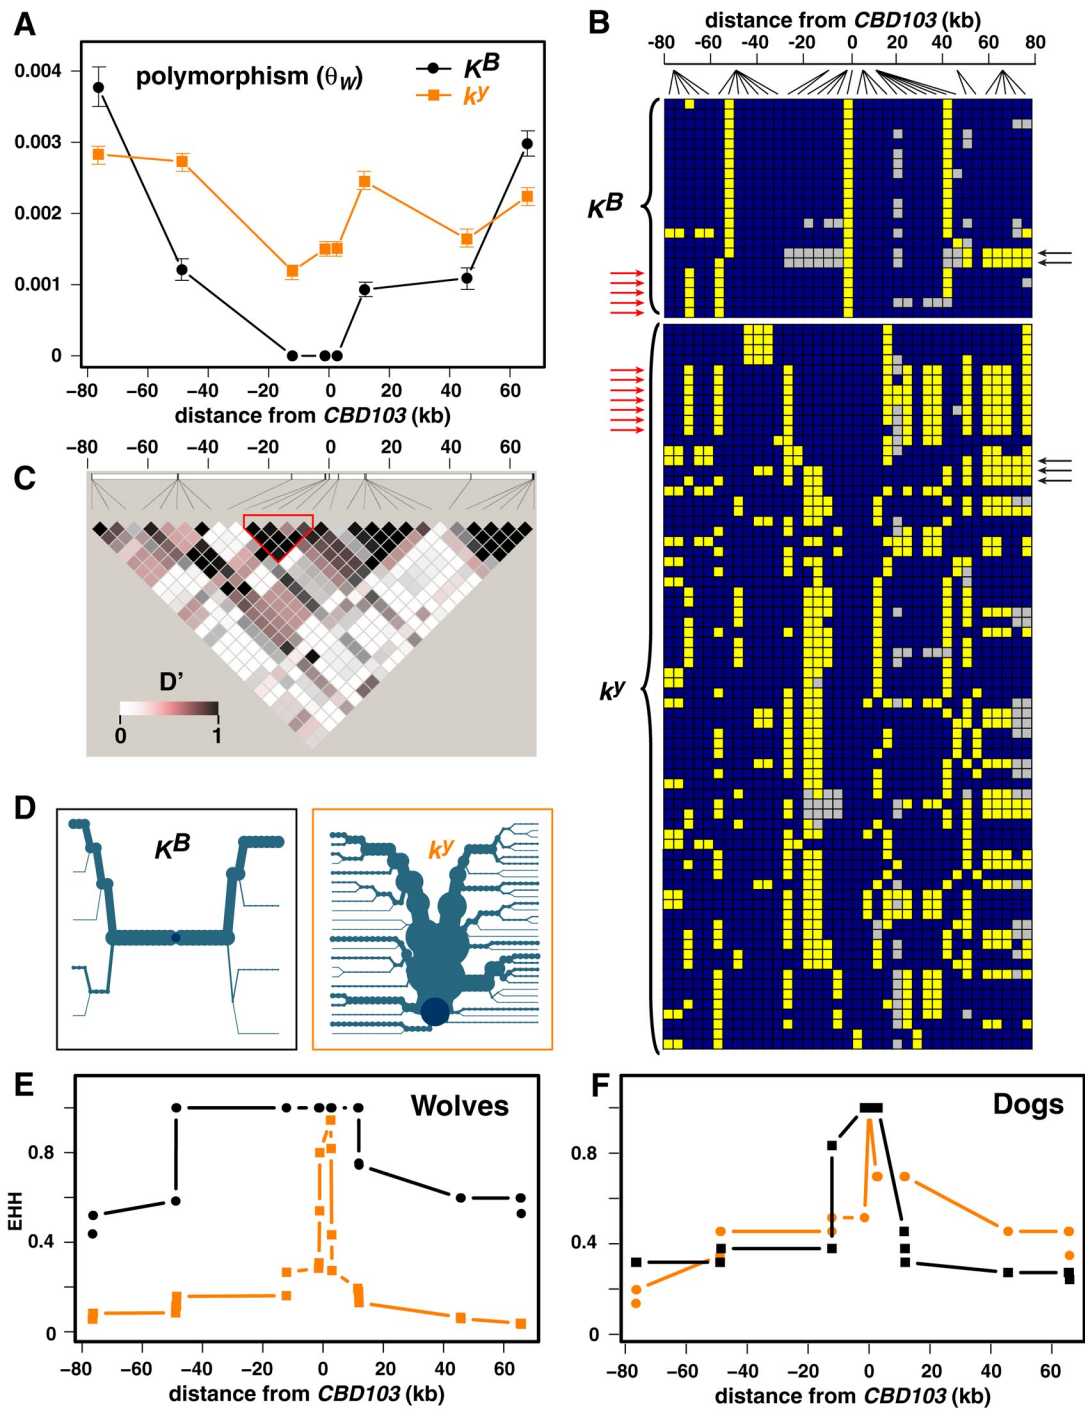 A
polymorphism (θW)
KB
ky
0.004
0.003
0.002
0.001
0
−80 −60 −40 −20 0 20 40 60
distance from CBD103 (kb)
B
distance from CBD103 (kb)
-80 -60 -40 -20 0 20 40 60 80
KB
ky
C
−80 −60 −40 −20 0 20 40 60
D’
0 1
D
KB
ky
E
Wolves
EHH
0.8
0.4
0
−80 −60 −40 −20 0 20 40 60
distance from CBD103 (kb)
F
Dogs
0.8
0.4
0
−80 −60 −40 −20 0 20 40 60
distance from CBD103 (kb)